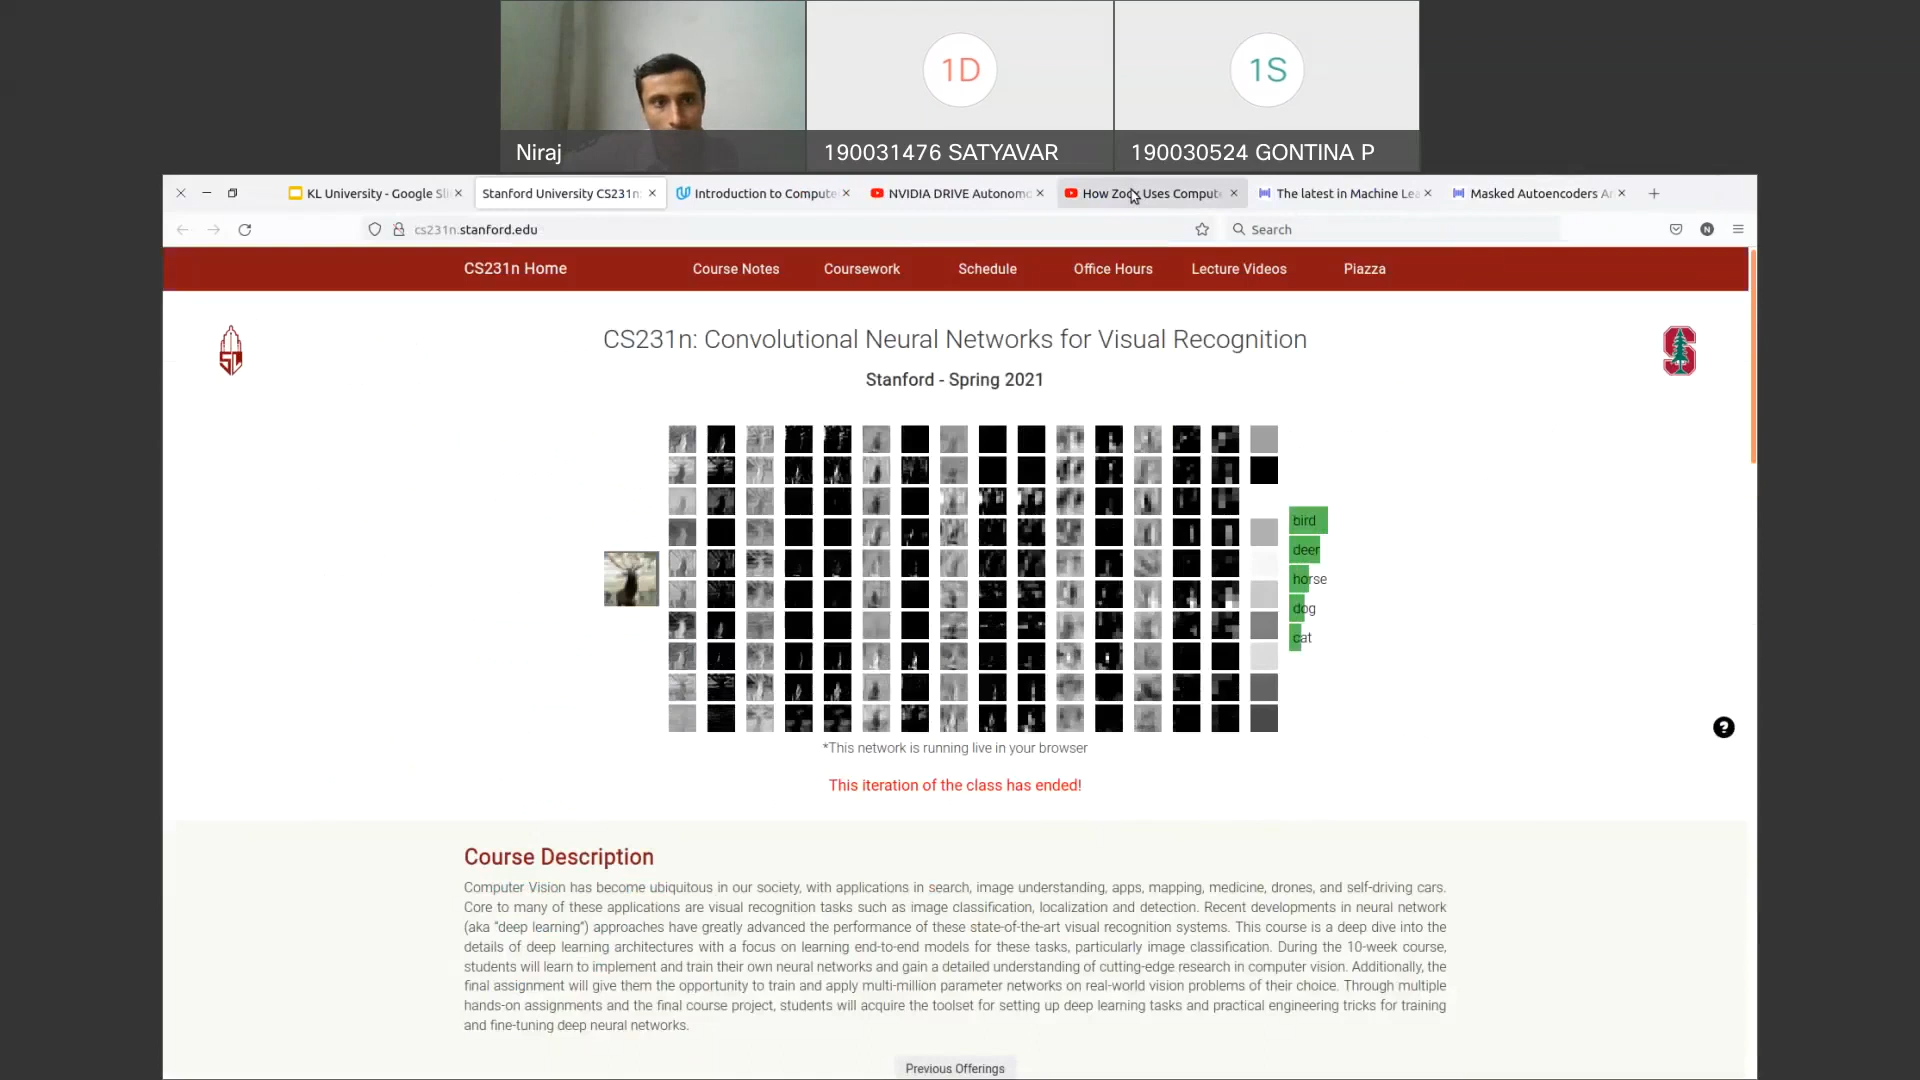 1D
1S
Niraj
190031476 SATYAVAR
190030524 GONTINA P
KL University - Google Sli
Stanford University CS231n:
Introduction to Compute
NVIDIA DRIVE Autonomo
How Zoox Uses Comput
The latest in Machine Lea
Masked Autoencoders A
cs231n.stanford.edu
Search
N
CS231n Home
Course Notes
Coursework
Schedule
Office Hours
Lecture Videos
Piazza
CS231n: Convolutional Neural Networks for Visual Recognition
Stanford - Spring 2021
bird
deer
horse
dog
cat
*This network is running live in your browser
This iteration of the class has ended!
Course Description
Computer Vision has become ubiquitous in our society, with applications in search, image understanding, apps, mapping, medicine, drones, and self-driving cars.
Core to many of these applications are visual recognition tasks such as image classification, localization and detection. Recent developments in neural network
(aka “deep learning”) approaches have greatly advanced the performance of these state-of-the-art visual recognition systems. This course is a deep dive into the
details of deep learning architectures with a focus on learning end-to-end models for these tasks, particularly image classification. During the 10-week course,
students will learn to implement and train their own neural networks and gain a detailed understanding of cutting-edge research in computer vision. Additionally, the
final assignment will give them the opportunity to train and apply multi-million parameter networks on real-world vision problems of their choice. Through multiple
hands-on assignments and the final course project, students will acquire the toolset for setting up deep learning tasks and practical engineering tricks for training
and fine-tuning deep neural networks.
Previous Offerings